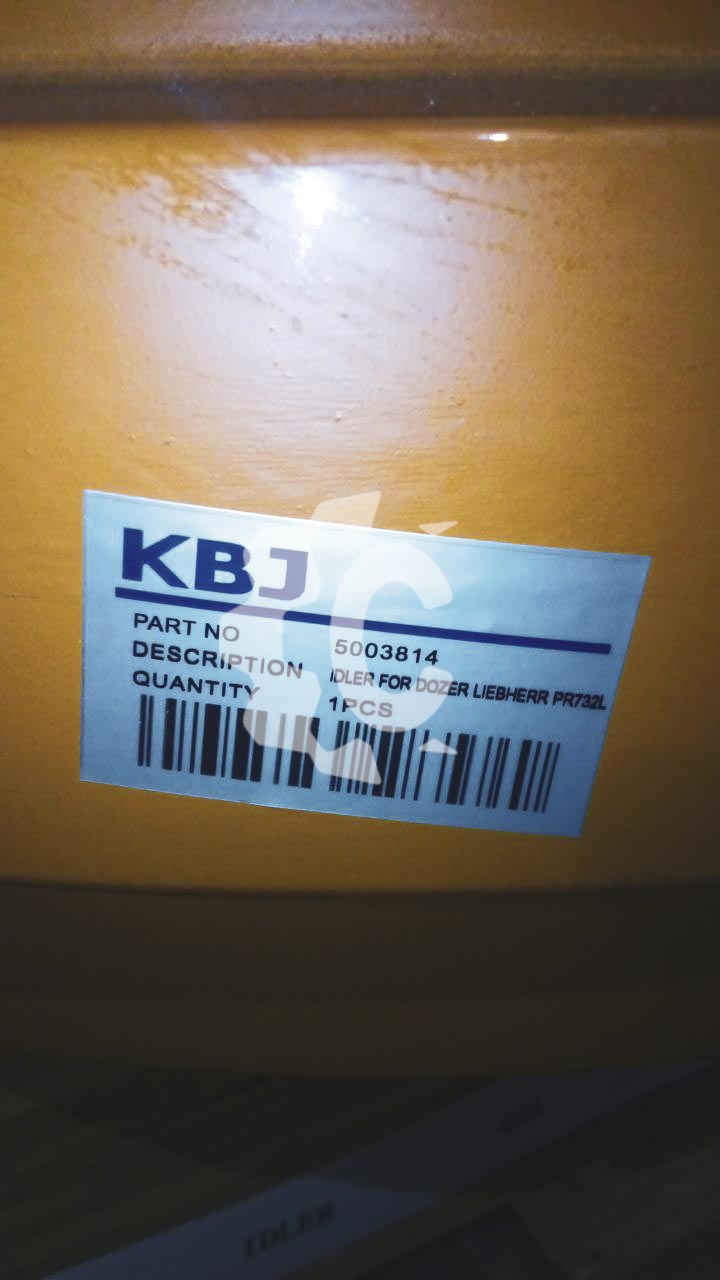 KBJ
PART NO 5003814
DESCRIPTION IDLER FOR DOZER LIEBHERR PR732L
QUANTITY 1PCS
IDLER